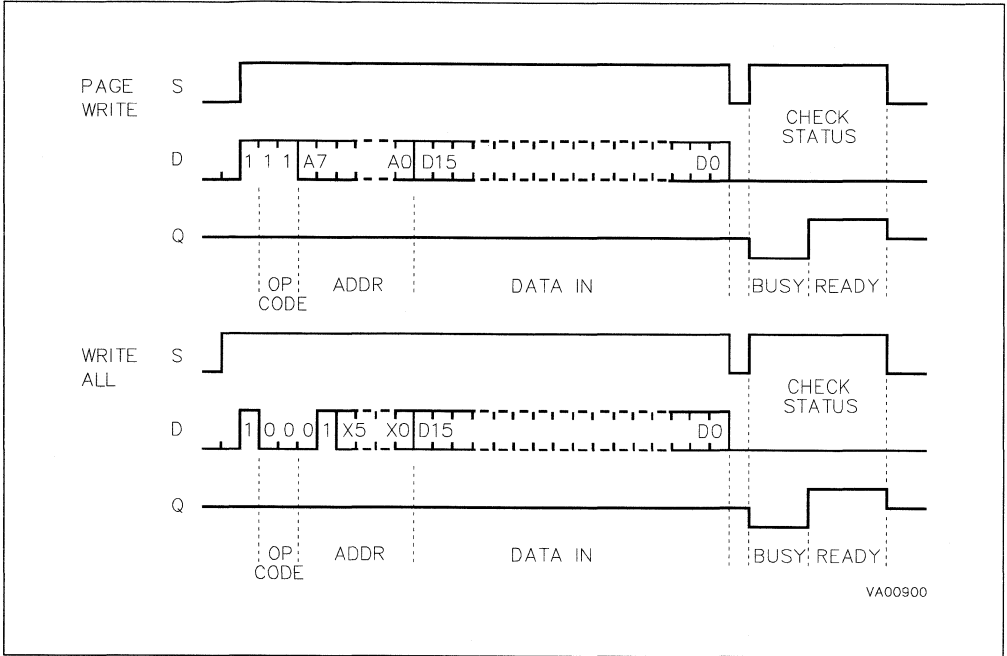 PAGE WRITE S
CHECK STATUS
D 1 1 1 A7 A0 D15 D0
Q
OP CODE ADDR DATA IN BUSY READY
WRITE ALL S
CHECK STATUS
D 1 0 0 0 1 X5 X0 D15 D0
Q
OP CODE ADDR DATA IN BUSY READY
VA00900